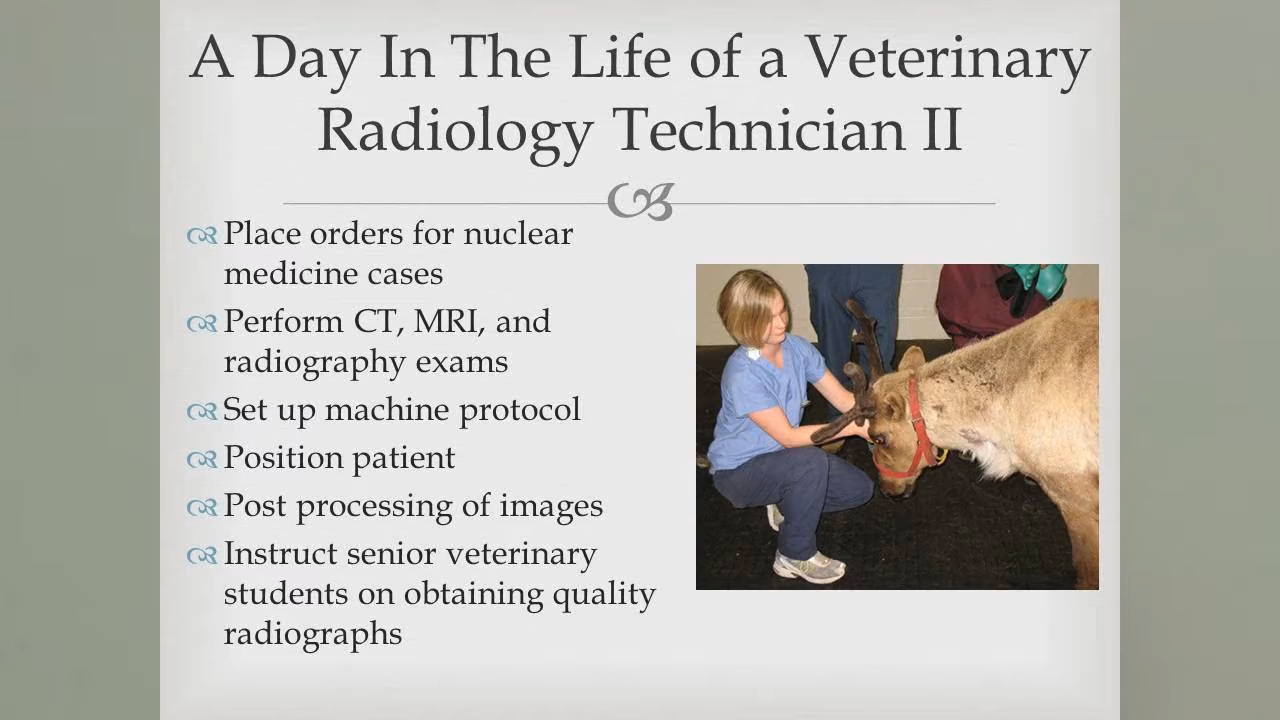 A Day In The Life of a Veterinary
Radiology Technician II
Place orders for nuclear
medicine cases
Perform CT, MRI, and
radiography exams
Set up machine protocol
Position patient
Post processing of images
Instruct senior veterinary
students on obtaining quality
radiographs